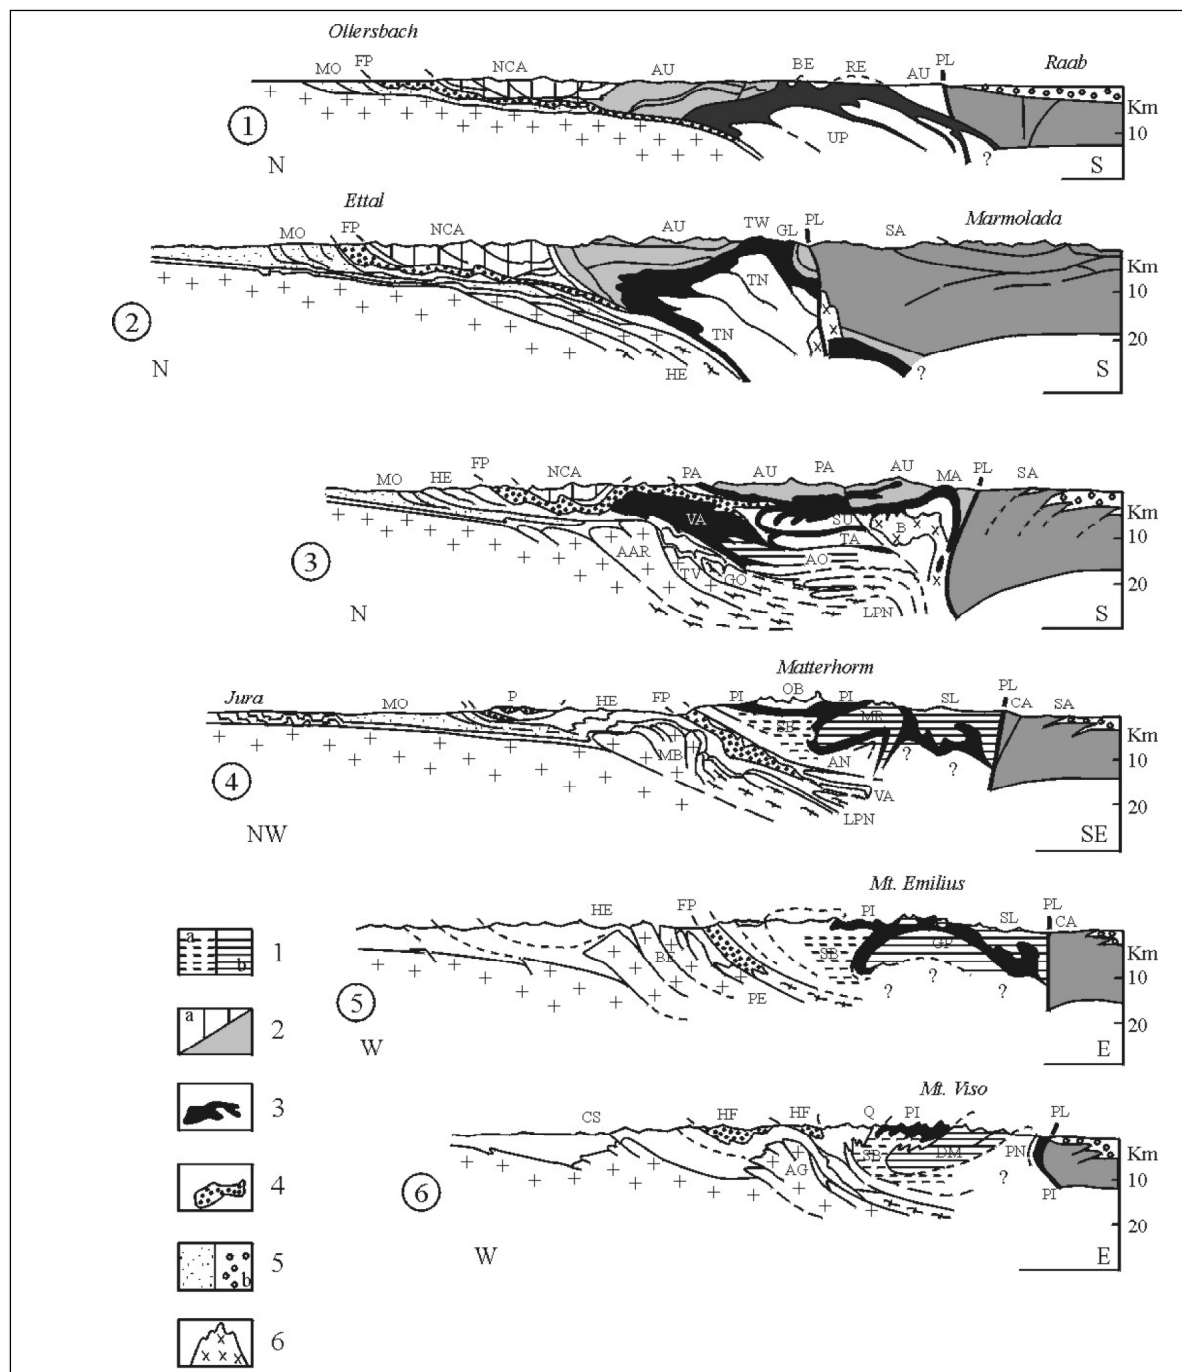 Ollersbach
MO FP NCA AU BE RE AU PL Raab
UP
?
Km
10
1
N S
Ettal
MO FP NCA AU TW GL PL SA Marmolada
TN
TN
HE
?
Km
10
20
2
N S
MO HE FP NCA PA AU PA AU MA PL SA
VA SU B
TA
AAR AO
TV GO
LPN
Km
10
20
3
N S
Matterhorm
Jura MO P HE FP PI OB PI SL PL CA SA
SB MR
MB AN ? ?
VA
LPN
Km
10
20
4
NW SE
Mt. Emilius
HE FP PI SL PL CA
SB GP
PE
? ? ?
Km
10
20
5
W E
Mt. Viso
CS HF HF Q PI PL
SB DM PN
AG ? PI
Km
10
20
6
W E
a b 1
a 2
3
4
b 5
6